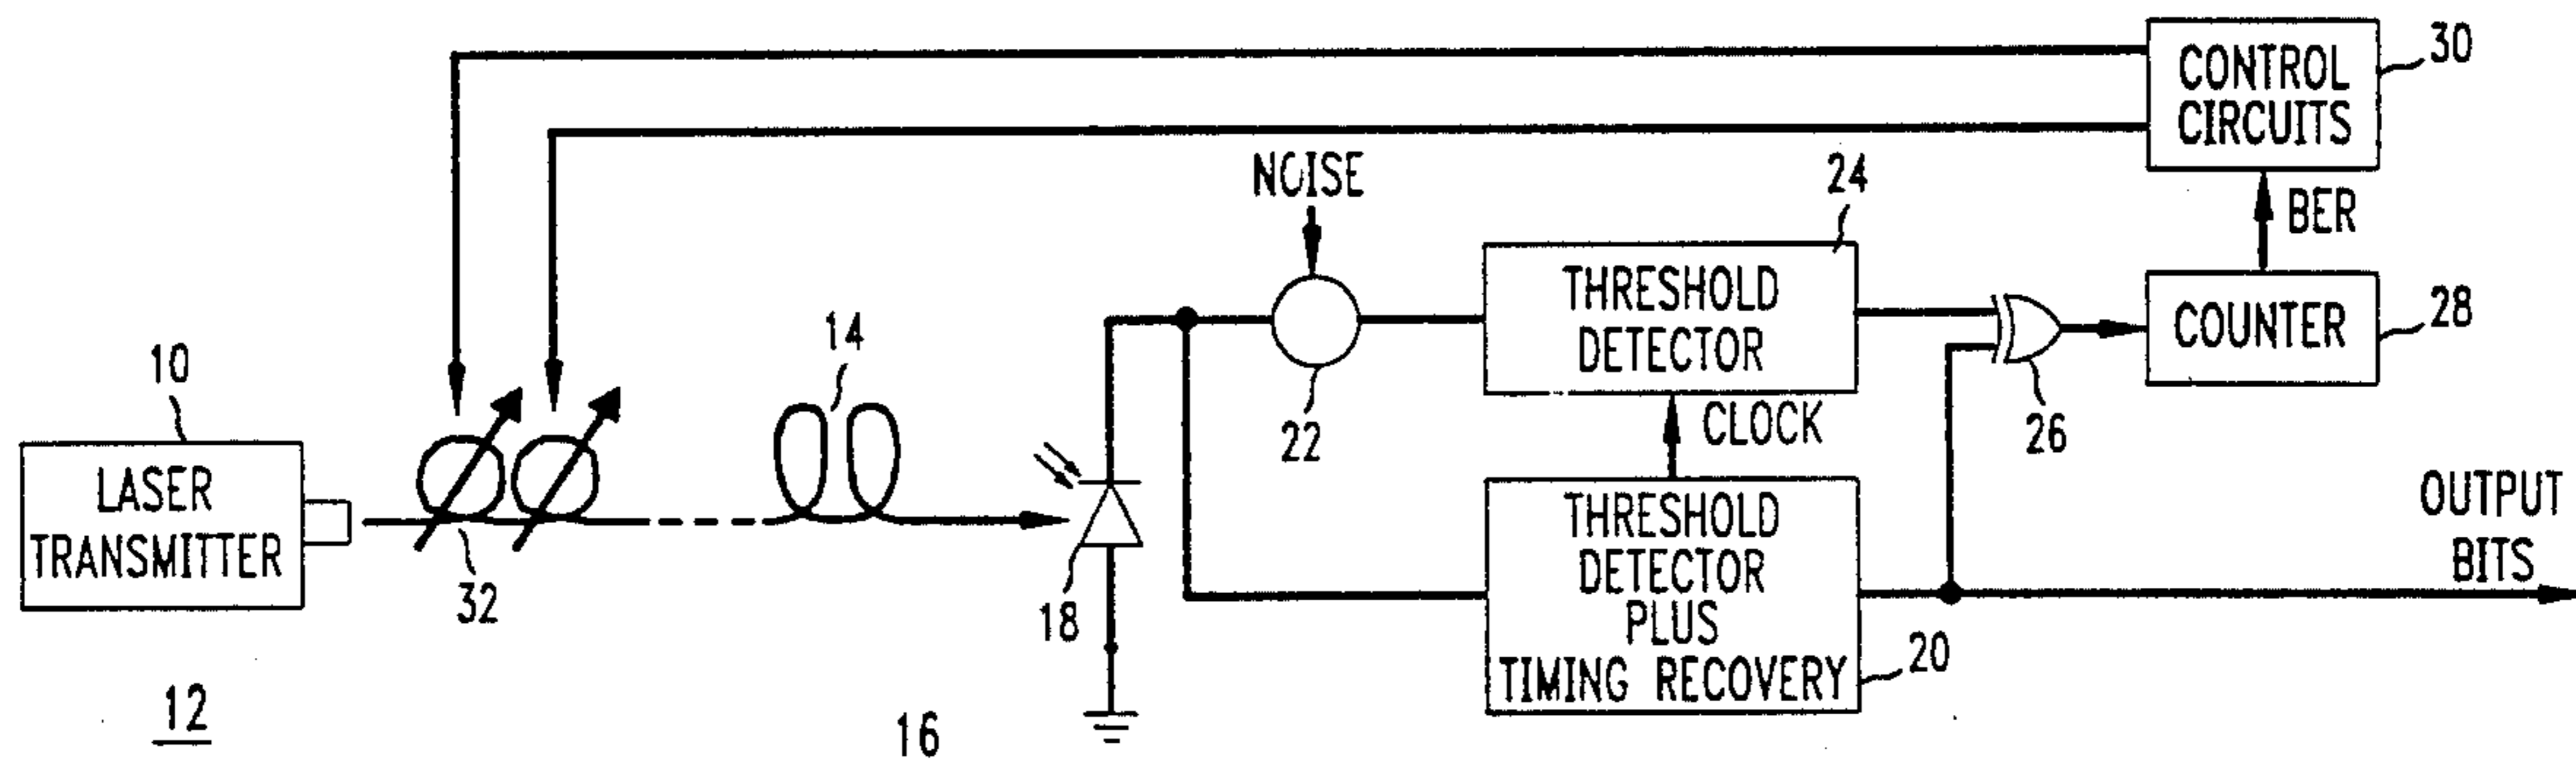 CONTROL
CIRCUITS
30
NOISE
24
BER
THRESHOLD
DETECTOR
COUNTER
28
10
14
22
26
CLOCK
LASER
TRANSMITTER
32
18
THRESHOLD
DETECTOR
PLUS
TIMING RECOVERY
20
OUTPUT
BITS
12
16